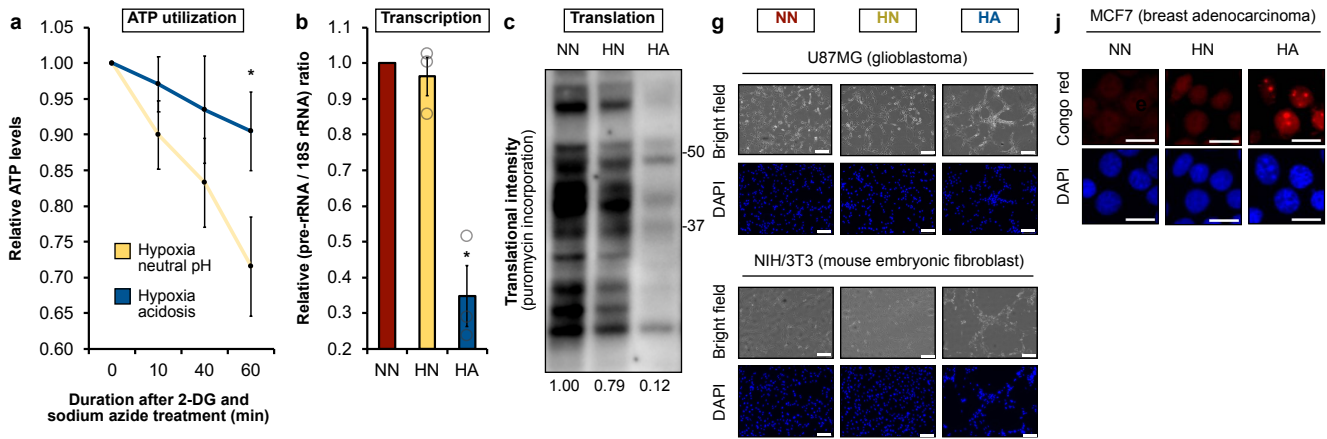 a
ATP utilization
Relative ATP levels
1.05
1.00
0.95
0.90
0.85
0.80
0.75
0.70
0.65
0.60
*
Hypoxia
neutral pH
Hypoxia
acidosis
0 10 40 60
Duration after 2-DG and
sodium azide treatment (min)
b
Transcription
Relative (pre-rRNA / 18S rRNA) ratio
1.0
1.0
0.9
0.8
0.7
0.6
0.5
0.4
0.3
0.2
*
NN HN HA
c
Translation
NN HN HA
Translational intensity
(puromycin incorporation)
-50
-37
1.00 0.79 0.12
g
NN HN HA
U87MG (glioblastoma)
Bright field
DAPI
NIH/3T3 (mouse embryonic fibroblast)
Bright field
DAPI
j
MCF7 (breast adenocarcinoma)
NN HN HA
Congo red
DAPI